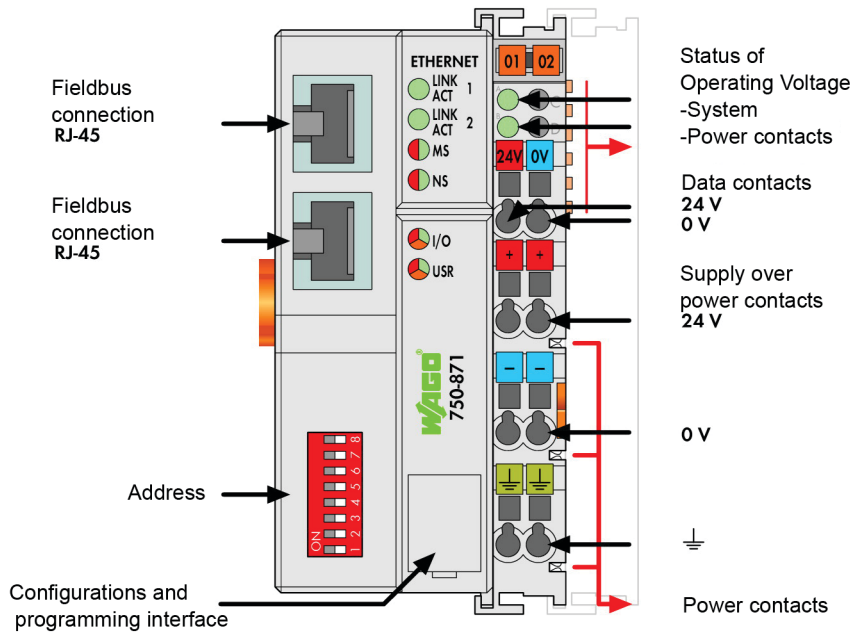 Fieldbus
connection
RJ-45
Fieldbus
connection
RJ-45
Address
Configurations and
programming interface
ETHERNET
LINK
ACT 1
LINK
ACT 2
MS
NS
I/O
USR
WAGO®
750-871
ON
1 2 3 4 5 6 7 8
01 02
A C
B D
24V 0V
+ +
− −
Status of
Operating Voltage
-System
-Power contacts
Data contacts
24 V
0 V
Supply over
power contacts
24 V
0 V
Power contacts